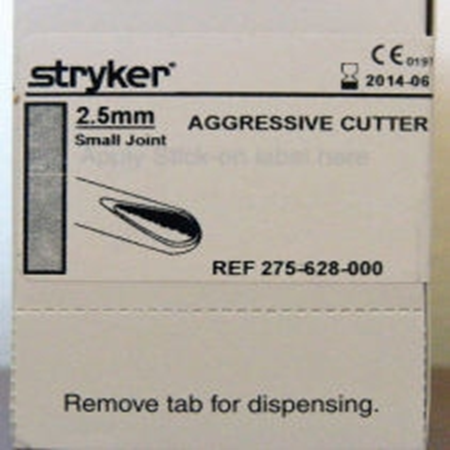 CE 0197
stryker®
2014-06
2.5mm
AGGRESSIVE CUTTER
Small Joint
Apply Stick-on label here
REF 275-628-000
Remove tab for dispensing.